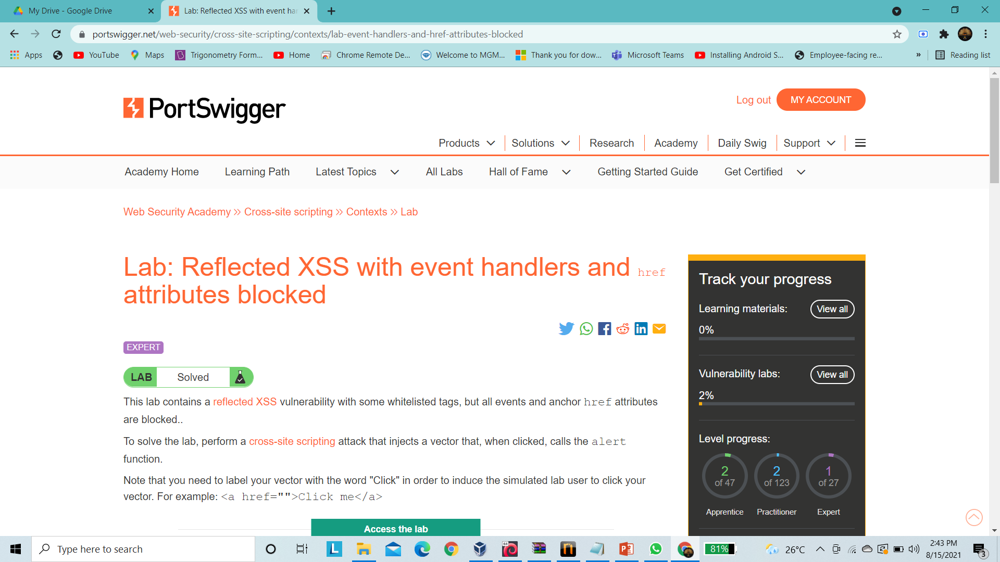 My Drive - Google Drive
Lab: Reflected XSS with event har
portswigger.net/web-security/cross-site-scripting/contexts/lab-event-handlers-and-href-attributes-blocked
Apps YouTube Maps Trigonometry Form... Home Chrome Remote De... Welcome to MGM... Thank you for dow... Microsoft Teams Installing Android S... Employee-facing re... » Reading list
PortSwigger
Log out MY ACCOUNT
Products Solutions Research Academy Daily Swig Support
Academy Home Learning Path Latest Topics All Labs Hall of Fame Getting Started Guide Get Certified
Web Security Academy >> Cross-site scripting >> Contexts >> Lab
Lab: Reflected XSS with event handlers and href
attributes blocked
EXPERT
LAB Solved
This lab contains a reflected XSS vulnerability with some whitelisted tags, but all events and anchor href attributes
are blocked..
To solve the lab, perform a cross-site scripting attack that injects a vector that, when clicked, calls the alert
function.
Note that you need to label your vector with the word "Click" in order to induce the simulated lab user to click your
vector. For example: <a href="">Click me</a>
Access the lab
Track your progress
Learning materials: View all
0%
Vulnerability labs: View all
2%
Level progress:
2 2 1
of 47 of 123 of 27
Apprentice Practitioner Expert
Type here to search
L
64
81%
26°C
2:43 PM
8/15/2021
3